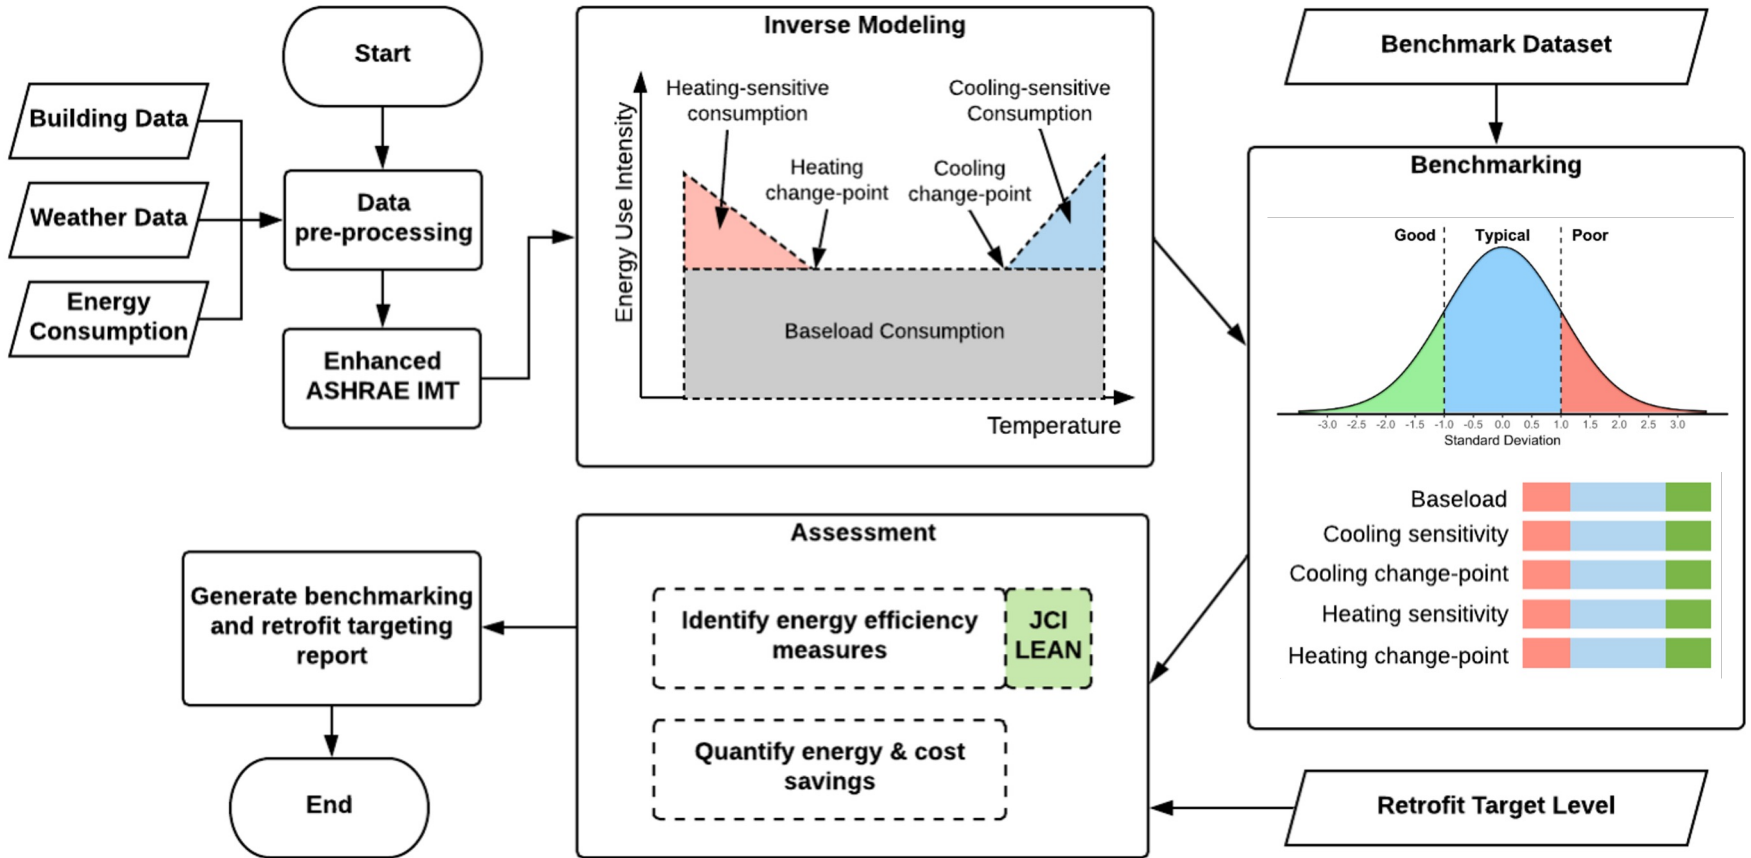 Start
Building Data
Weather Data
Energy
Consumption
Data
pre-processing
Enhanced
ASHRAE IMT
Inverse Modeling
Energy Use Intensity
Heating-sensitive
consumption
Cooling-sensitive
Consumption
Heating
change-point
Cooling
change-point
Baseload Consumption
Temperature
Benchmark Dataset
Benchmarking
Good Typical Poor
-3.0 -2.5 -2.0 -1.5 -1.0 -0.5 0.0 0.5 1.0 1.5 2.0 2.5 3.0
Standard Deviation
Baseload
Cooling sensitivity
Cooling change-point
Heating sensitivity
Heating change-point
Retrofit Target Level
Assessment
Identify energy efficiency
measures
JCI
LEAN
Quantify energy & cost
savings
Generate benchmarking
and retrofit targeting
report
End